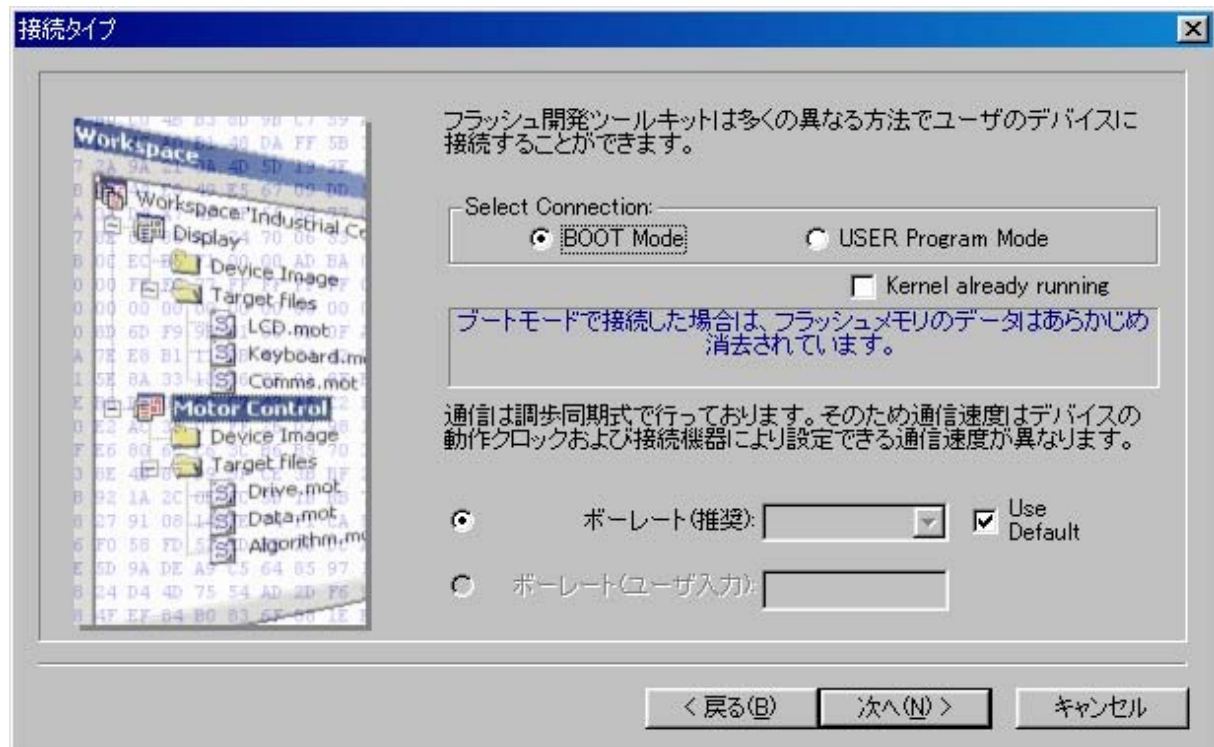 接続タイプ
Workspace
Workspace 'Industrial Co
Display
Device Image
Target files
LCD.mot
Keyboard.m
Comms.mot
Motor Control
Device Image
Target files
Drive.mot
Data.mot
Algorithm.mo
フラッシュ開発ツールキットは多くの異なる方法でユーザのデバイスに
接続することができます。
Select Connection:
BOOT Mode
USER Program Mode
Kernel already running
ブートモードで接続した場合は、フラッシュメモリのデータはあらかじめ
消去されています。
通信は調歩同期式で行っております。そのため通信速度はデバイスの
動作クロックおよび接続機器により設定できる通信速度が異なります。
ボーレート(推奨):
Use
Default
ボーレート(ユーザ入力):
< 戻る(B)
次へ(N) >
キャンセル